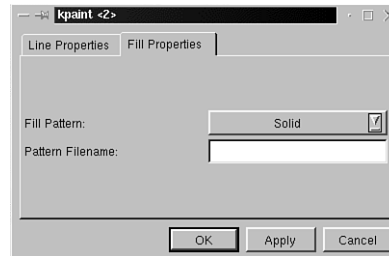 kpaint <2>
Line Properties Fill Properties
Fill Pattern: Solid
Pattern Filename:
OK Apply Cancel